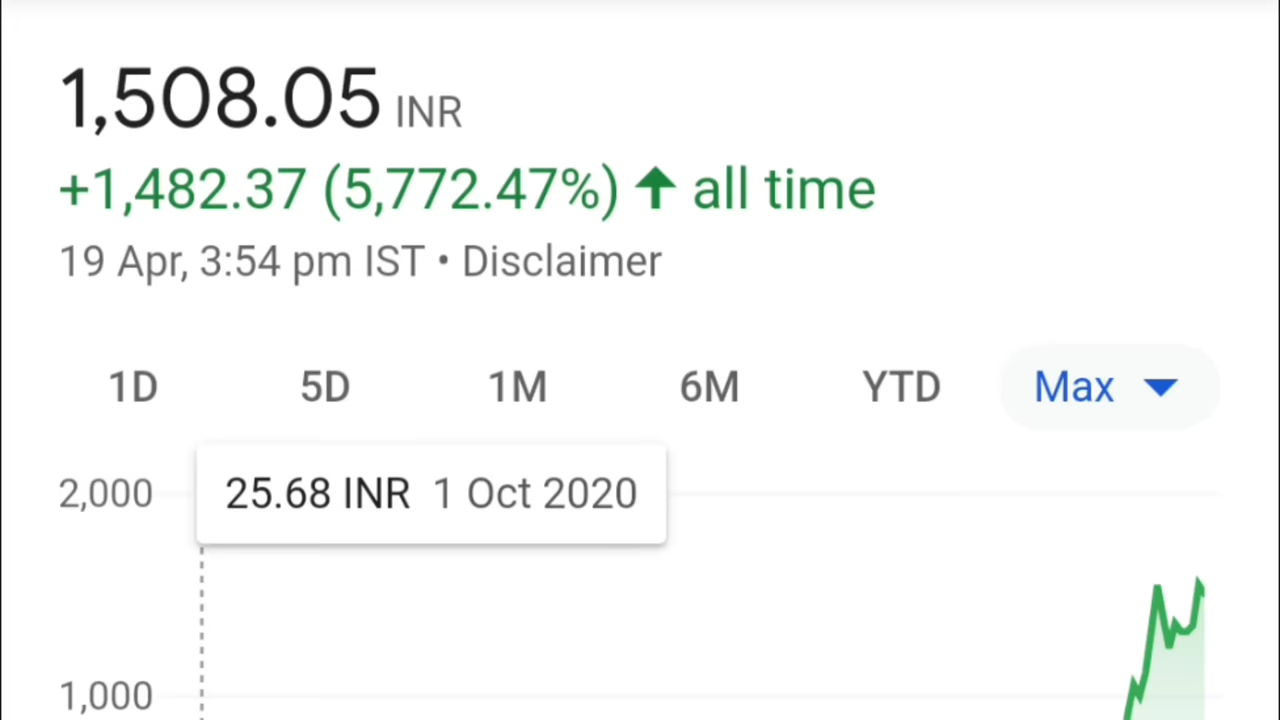 1,508.05 INR
+1,482.37 (5,772.47%) ↑ all time
19 Apr, 3:54 pm IST • Disclaimer
1D 5D 1M 6M YTD Max
2,000 25.68 INR 1 Oct 2020
1,000